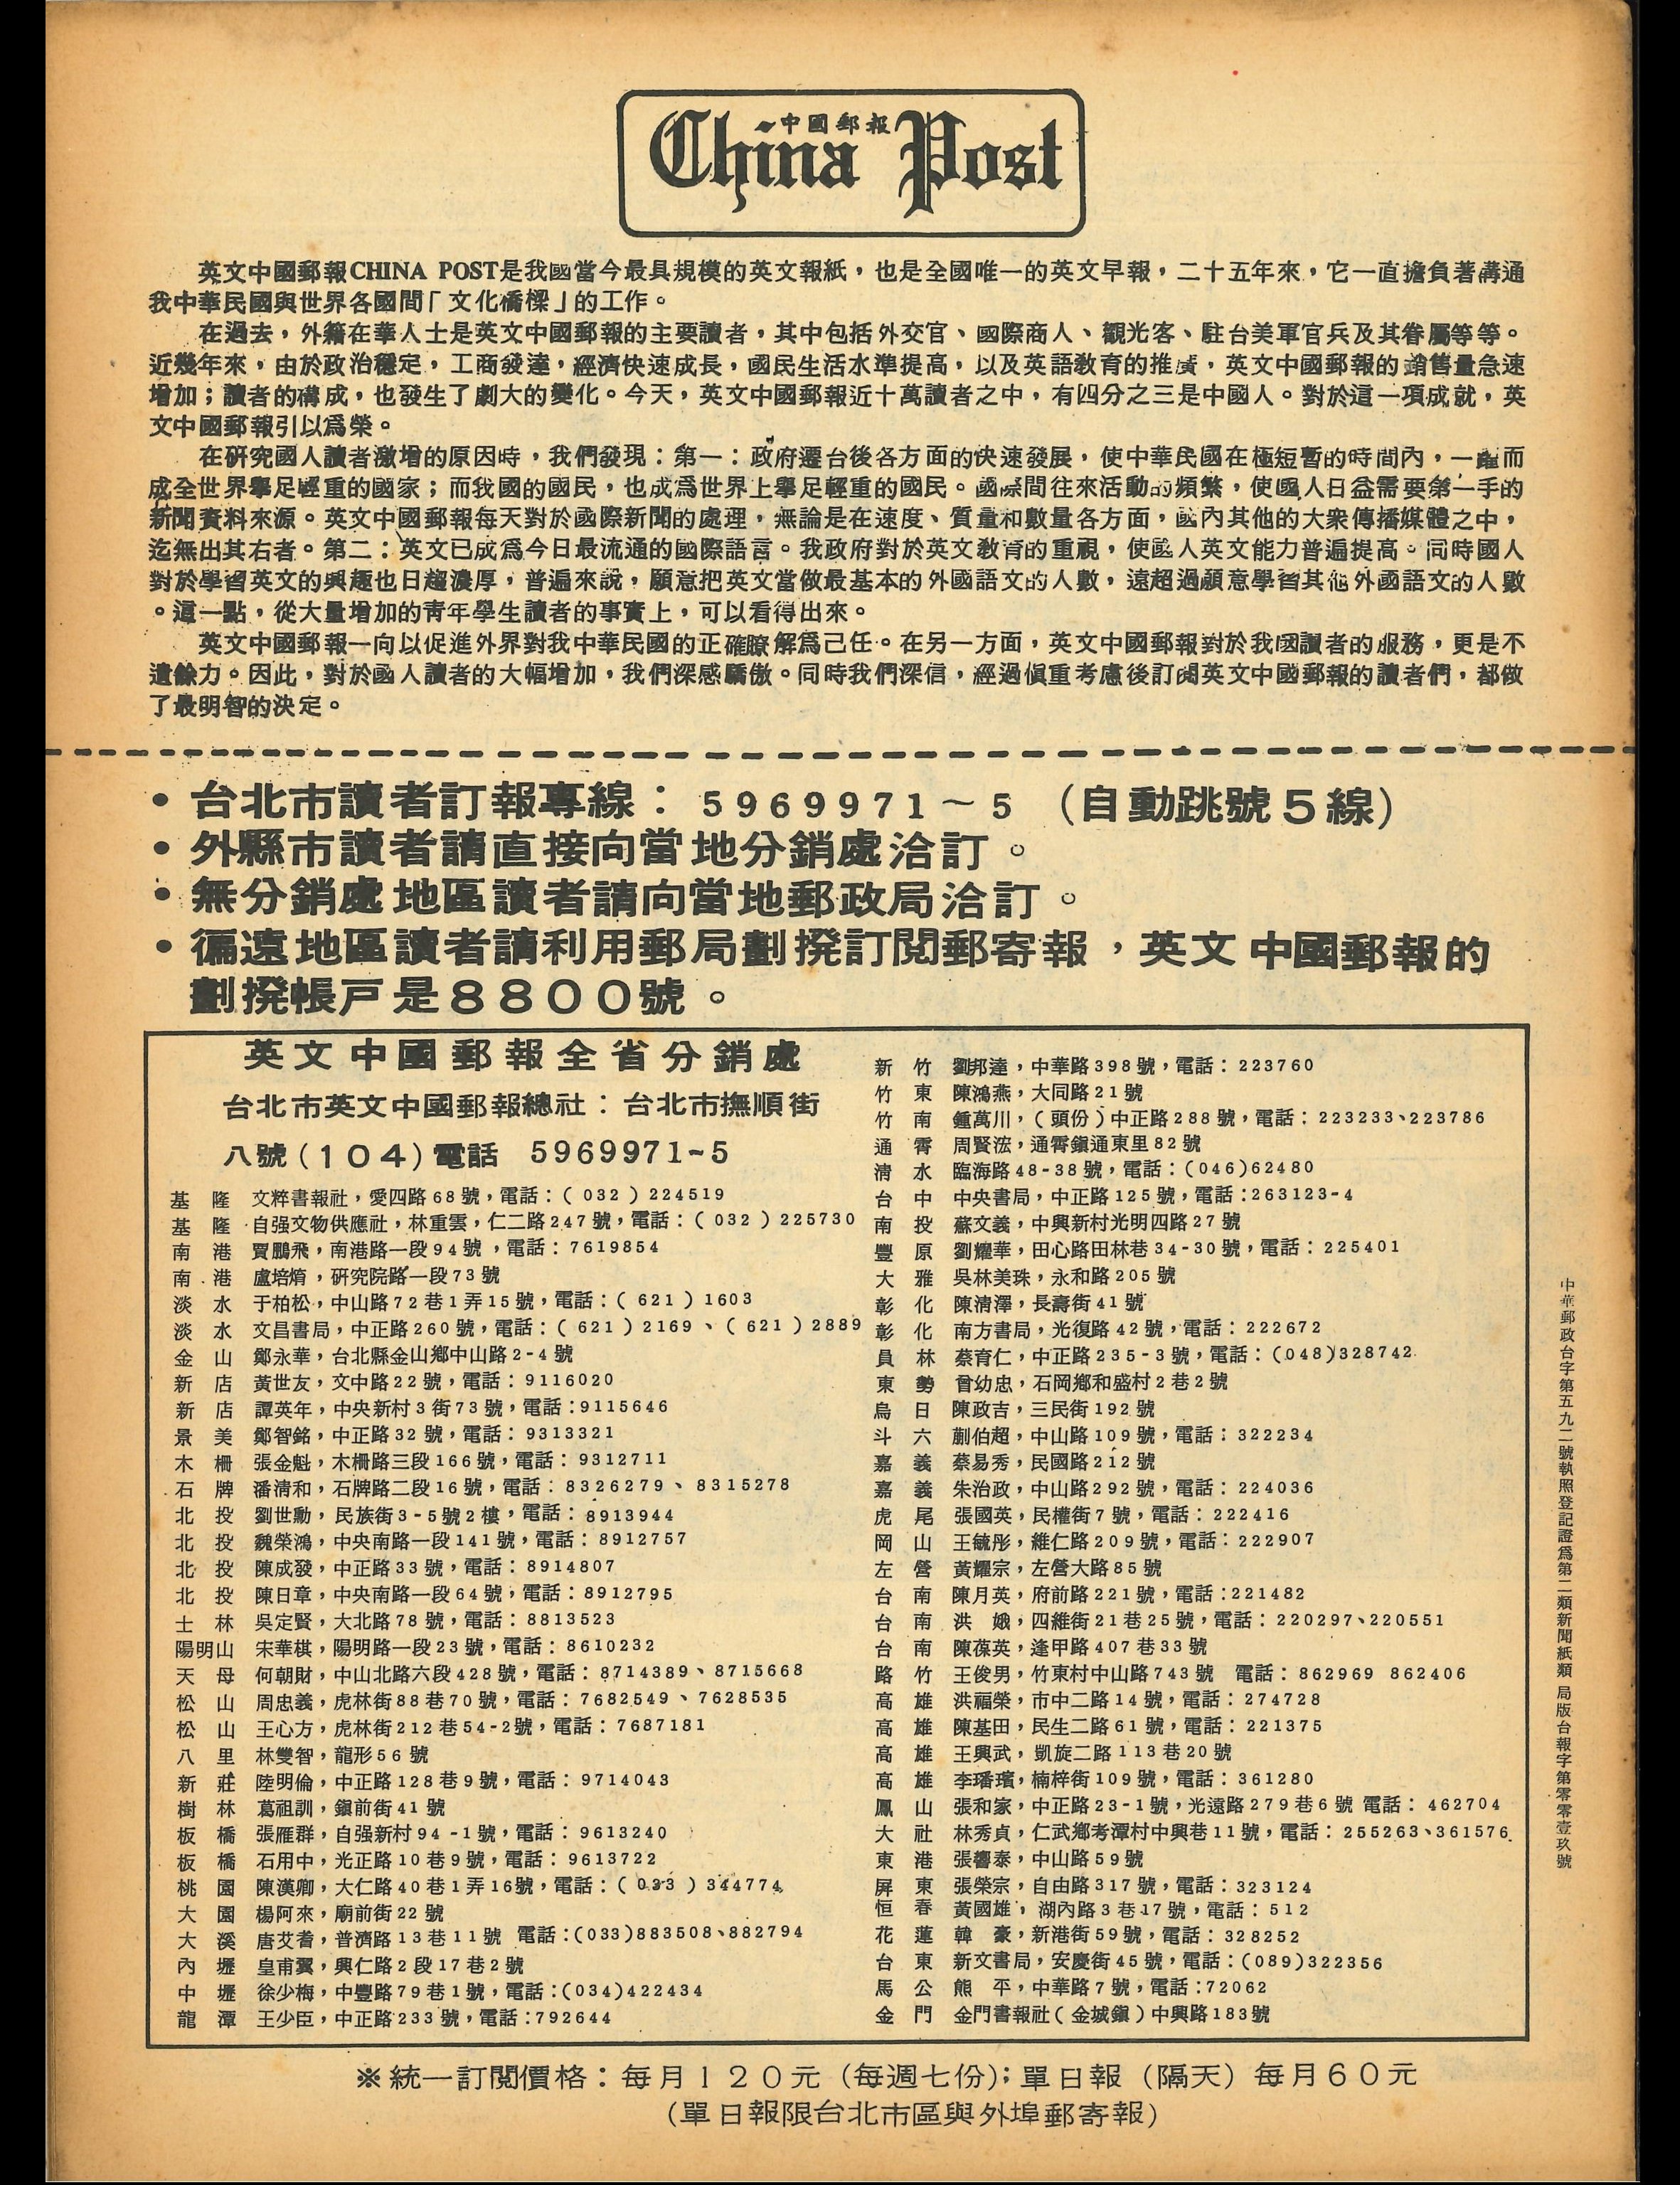 中國郵報
China Post
英文中國郵報CHINA POST是我國當今最具規模的英文報紙，也是全國唯一的英文早報，二十五年來，它一直擔負著溝通
我中華民國與世界各國間「文化橋樑」的工作。
在過去，外籍在華人士是英文中國郵報的主要讀者，其中包括外交官、國際商人、觀光客、駐台美軍官兵及其眷屬等等。
近幾年來，由於政治穩定，工商發達，經濟快速成長，國民生活水準提高，以及英語教育的推廣，英文中國郵報的銷售量急速
增加；讀者的構成，也發生了劇大的變化。今天，英文中國郵報近十萬讀者之中，有四分之三是中國人。對於這一項成就，英
文中國郵報引以爲榮。
在研究國人讀者激增的原因時，我們發現：第一：政府遷台後各方面的快速發展，使中華民國在極短暫的時間內，一躍而
成全世界舉足輕重的國家；而我國的國民，也成爲世界上舉足輕重的國民。國際間往來活動的頻繁，使國人日益需要第一手的
新聞資料來源。英文中國郵報每天對於國際新聞的處理，無論是在速度、質量和數量各方面，國內其他的大衆傳播媒體之中，
迄無出其右者。第二：英文已成爲今日最流通的國際語言。我政府對於英文教育的重視，使國人英文能力普遍提高。同時國人
對於學習英文的興趣也日趨濃厚，普遍來說，願意把英文當做最基本的外國語文的人數，遠超過願意學習其他外國語文的人數
。這一點，從大量增加的青年學生讀者的事實上，可以看得出來。
英文中國郵報一向以促進外界對我中華民國的正確瞭解爲己任。在另一方面，英文中國郵報對於我國讀者的服務，更是不
遺餘力。因此，對於國人讀者的大幅增加，我們深感驕傲。同時我們深信，經過愼重考慮後訂閱英文中國郵報的讀者們，都做
了最明智的決定。
• 台北市讀者訂報專線：5969971～5（自動跳號5線）
• 外縣市讀者請直接向當地分銷處洽訂。
• 無分銷處地區讀者請向當地郵政局洽訂。
• 徧遠地區讀者請利用郵局劃撥訂閱郵寄報，英文中國郵報的
劃撥帳戶是8800號。
英文中國郵報全省分銷處
台北市英文中國郵報總社：台北市撫順街
八號(104)電話 5969971~5
基隆 文粹書報社，愛四路68號，電話：(032)224519
基隆 自强文物供應社，林重雲，仁二路247號，電話：(032)225730
南港 賈鵬飛，南港路一段94號，電話：7619854
南港 盧培焴，研究院路一段73號
淡水 于柏松，中山路72巷1弄15號，電話：(621)1603
淡水 文昌書局，中正路260號，電話：(621)2169、(621)2889
金山 鄭永華，台北縣金山鄉中山路2-4號
新店 黃世友，文中路22號，電話：9116020
新店 譚英年，中央新村3街73號，電話：9115646
景美 鄭智銘，中正路32號，電話：9313321
木柵 張金魁，木柵路三段166號，電話：9312711
石牌 潘清和，石牌路二段16號，電話：8326279、8315278
北投 劉世勳，民族街3-5號2樓，電話：8913944
北投 魏榮鴻，中央南路一段141號，電話：8912757
北投 陳成發，中正路33號，電話：8914807
北投 陳日章，中央南路一段64號，電話：8912795
士林 吳定賢，大北路78號，電話：8813523
陽明山 宋華棋，陽明路一段23號，電話：8610232
天母 何朝財，中山北路六段428號，電話：8714389、8715668
松山 周忠義，虎林街88巷70號，電話：7682549、7628535
松山 王心方，虎林街212巷54-2號，電話：7687181
八里 林雙智，龍形56號
新莊 陸明倫，中正路128巷9號，電話：9714043
樹林 葛祖訓，鎮前街41號
板橋 張雁群，自强新村94-1號，電話：9613240
板橋 石用中，光正路10巷9號，電話：9613722
桃園 陳漢卿，大仁路40巷1弄16號，電話：(033)344774
大園 楊阿來，廟前街22號
大溪 唐艾耆，普濟路13巷11號 電話：(033)883508、882794
內壢 皇甫翼，興仁路2段17巷2號
中壢 徐少梅，中豐路79巷1號，電話：(034)422434
龍潭 王少臣，中正路233號，電話：792644
新竹 劉邦達，中華路398號，電話：223760
竹東 陳鴻燕，大同路21號
竹南 鍾萬川，(頭份)中正路288號，電話：223233、223786
通霄 周賢浤，通霄鎮通東里82號
清水 臨海路48-38號，電話：(046)62480
台中 中央書局，中正路125號，電話：263123-4
南投 蘇文義，中興新村光明四路27號
豐原 劉耀華，田心路田林巷34-30號，電話：225401
大雅 吳林美珠，永和路205號
彰化 陳清澤，長壽街41號
彰化 南方書局，光復路42號，電話：222672
員林 蔡育仁，中正路235-3號，電話：(048)328742
東勢 曾幼忠，石岡鄉和盛村2巷2號
烏日 陳政吉，三民街192號
斗六 蒯伯超，中山路109號，電話：322234
嘉義 蔡易秀，民國路212號
嘉義 朱治政，中山路292號，電話：224036
虎尾 張國英，民權街7號，電話：222416
岡山 王毓彤，維仁路209號，電話：222907
左營 黃耀宗，左營大路85號
台南 陳月英，府前路221號，電話：221482
台南 洪娥，四維街21巷25號，電話：220297、220551
台南 陳葆英，逢甲路407巷33號
路竹 王俊男，竹東村中山路743號 電話：862969 862406
高雄 洪福榮，市中二路14號，電話：274728
高雄 陳基田，民生二路61號，電話：221375
高雄 王興武，凱旋二路113巷20號
高雄 李璠璸，楠梓街109號，電話：361280
鳳山 張和家，中正路23-1號，光遠路279巷6號 電話：462704
大社 林秀貞，仁武鄉考潭村中興巷11號，電話：255263、361576
東港 張響泰，中山路59號
屏東 張榮宗，自由路317號，電話：323124
恒春 黃國雄，湖內路3巷17號，電話：512
花蓮 韓豪，新港街59號，電話：328252
台東 新文書局，安慶街45號，電話：(089)322356
馬公 熊平，中華路7號，電話：72062
金門 金門書報社(金城鎮)中興路183號
中華郵政台字第五九二號執照登記證爲第二類新聞紙類 局版台報字第零零壹玖號
※統一訂閱價格：每月120元（每週七份）；單日報（隔天）每月60元
（單日報限台北市區與外埠郵寄報）